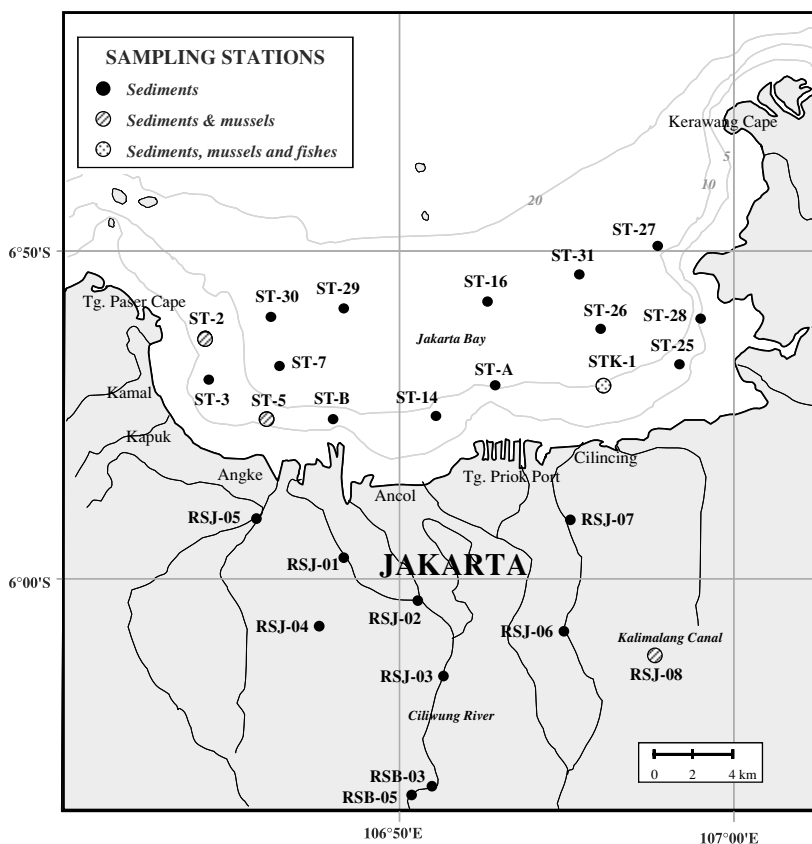 SAMPLING STATIONS
Sediments
Sediments & mussels
Sediments, mussels and fishes
Kerawang Cape
5
10
20
ST-27
6°50'S
ST-31
ST-29
ST-16
ST-30
Tg. Paser Cape
ST-2
ST-26
ST-28
Jakarta Bay
ST-25
STK-1
ST-7
ST-A
ST-3
ST-5
ST-B
ST-14
Kamal
Kapuk
Cilincing
Angke
Tg. Priok Port
Ancol
RSJ-05
RSJ-07
RSJ-01
JAKARTA
6°00'S
RSJ-02
RSJ-04
RSJ-06
Kalimalang Canal
RSJ-08
RSJ-03
Ciliwung River
RSB-03
RSB-05
0 2 4 km
106°50
107°00